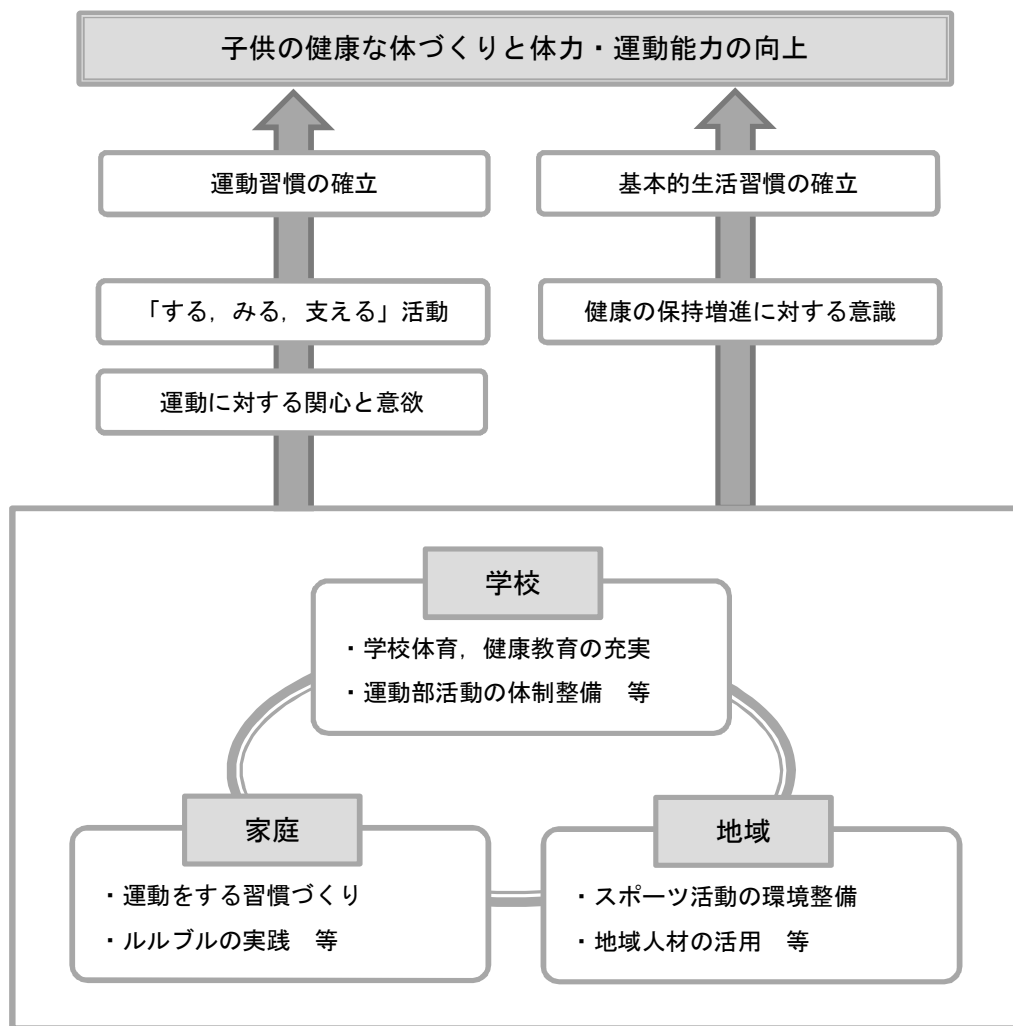 子供の健康な体づくりと体力・運動能力の向上
運動習慣の確立
基本的生活習慣の確立
「する，みる，支える」活動
健康の保持増進に対する意識
運動に対する関心と意欲
学校
・学校体育，健康教育の充実
・運動部活動の体制整備　等
家庭
・運動をする習慣づくり
・ルルブルの実践　等
地域
・スポーツ活動の環境整備
・地域人材の活用　等